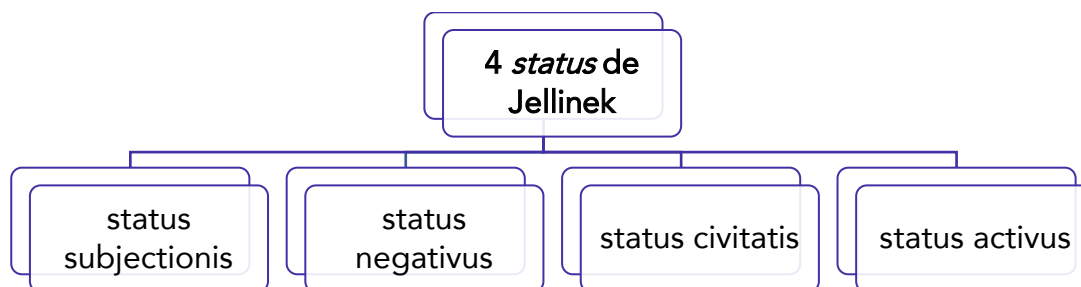 4 status de
Jellinek
status
subjectionis
status
negativus
status civitatis
status activus